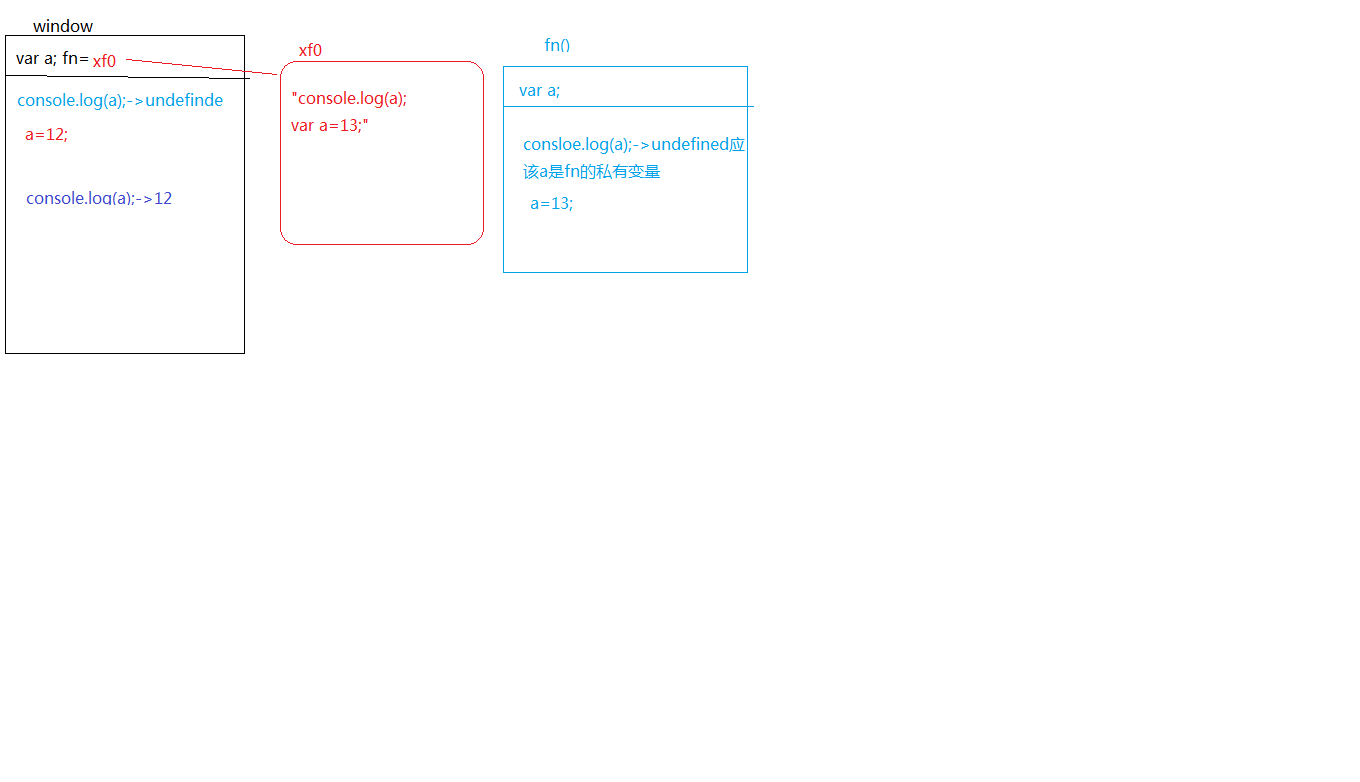 window
var a; fn= xf0
console.log(a);->undefinde
a=12;
console.log(a);->12
xf0
"console.log(a);
var a=13;"
fn()
var a;
consloe.log(a);->undefined应
该a是fn的私有变量
a=13;